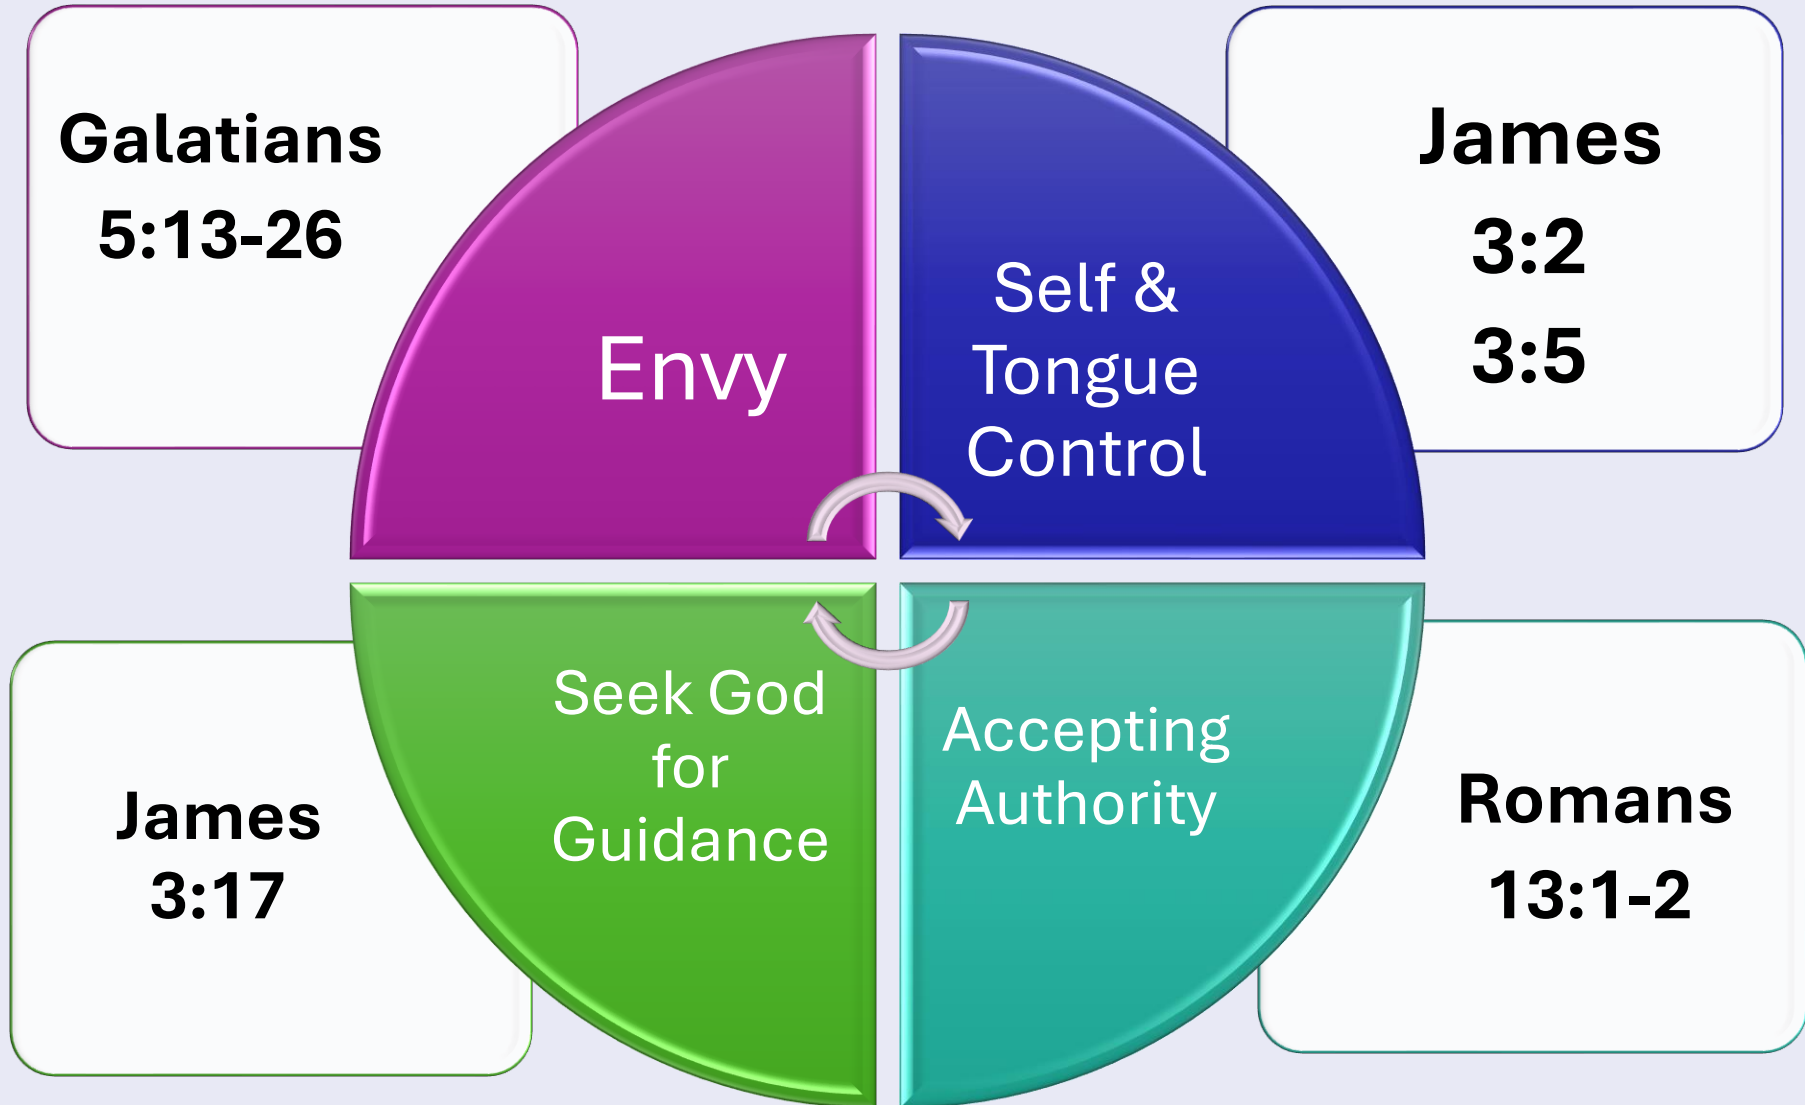 Galatians
5:13-26
Envy
Self &
Tongue
Control
James
3:2
3:5
James
3:17
Seek God
for
Guidance
Accepting
Authority
Romans
13:1-2